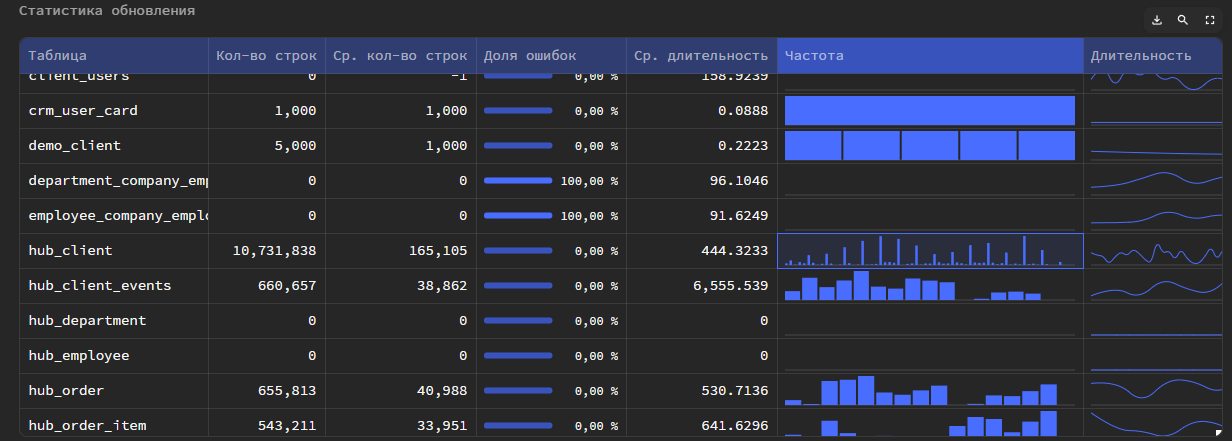 Статистика обновления
Таблица Кол-во строк Ср. кол-во строк Доля ошибок Ср. длительность Частота Длительность
client_users 0 -1 0,00 % 158.9239
crm_user_card 1,000 1,000 0,00 % 0.0888
demo_client 5,000 1,000 0,00 % 0.2223
department_company_emp 0 0 100,00 % 96.1046
employee_company_emplo 0 0 100,00 % 91.6249
hub_client 10,731,838 165,105 0,00 % 444.3233
hub_client_events 660,657 38,862 0,00 % 6,555.539
hub_department 0 0 0,00 % 0
hub_employee 0 0 0,00 % 0
hub_order 655,813 40,988 0,00 % 530.7136
hub_order_item 543,211 33,951 0,00 % 641.6296